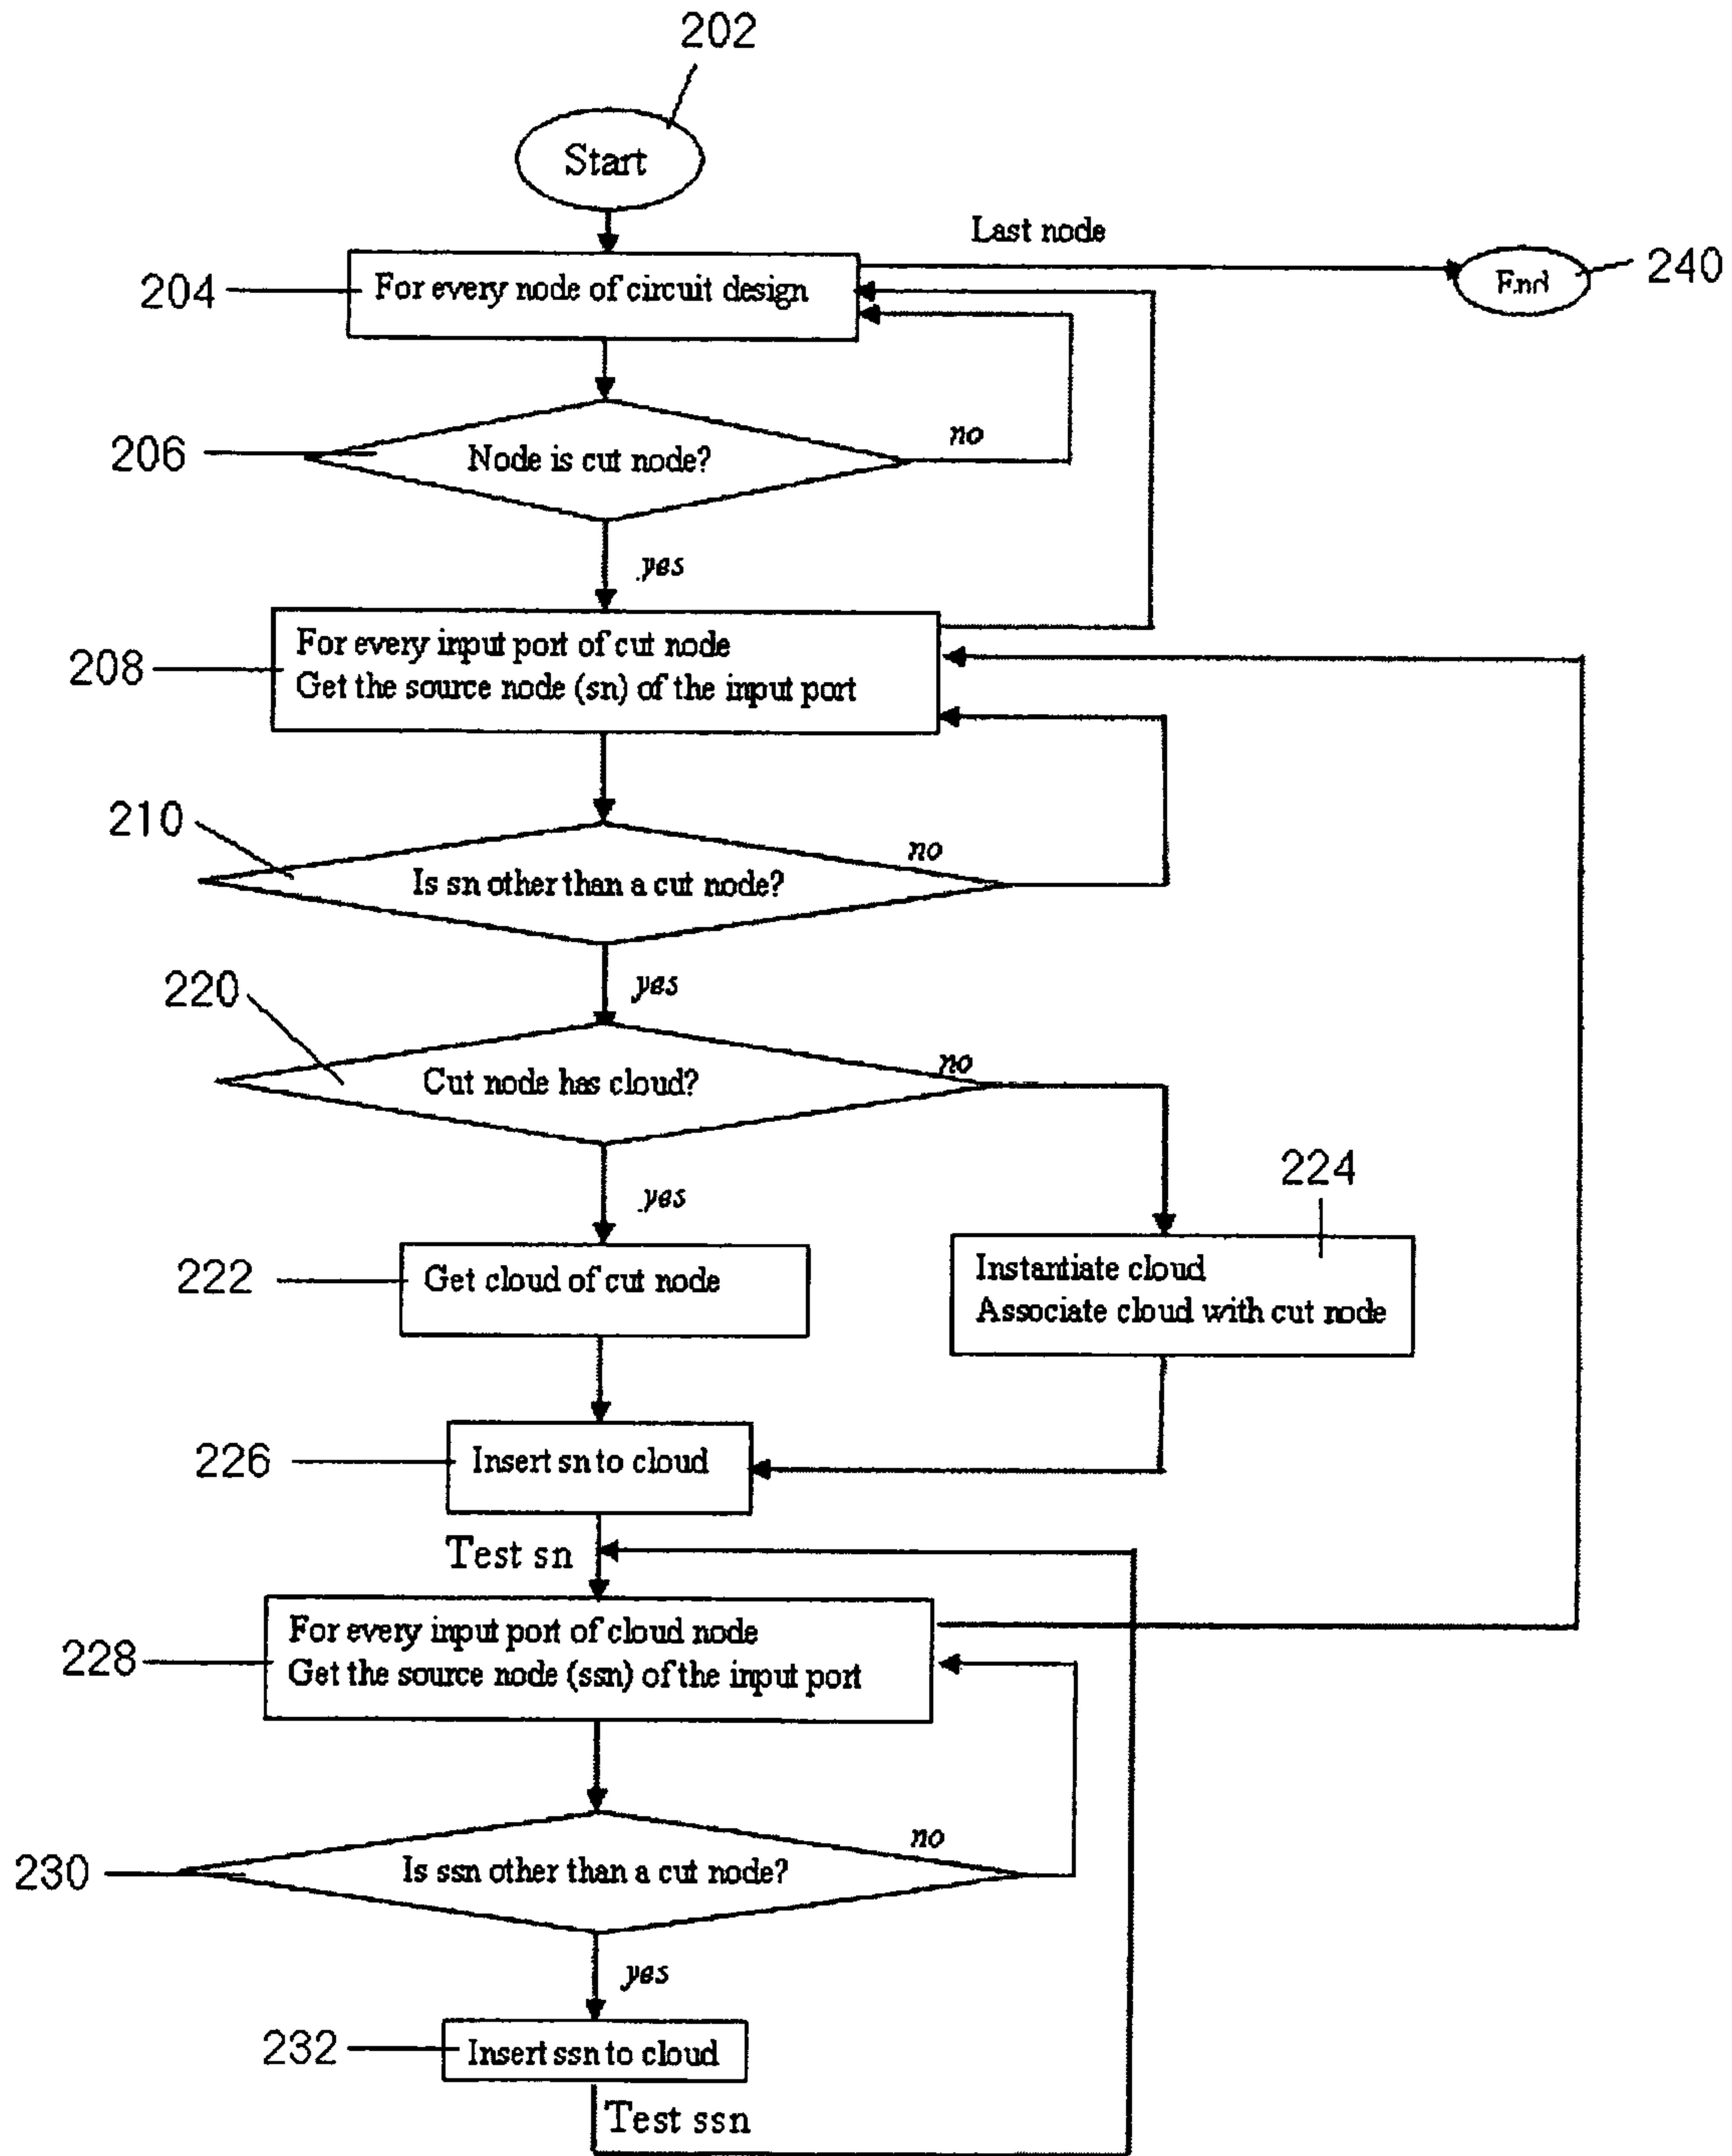 202
Start
Last node
204
For every node of circuit design
End
240
206
Node is cut node?
no
yes
208
For every input port of cut node
Get the source node (sn) of the input port
210
Is sn other than a cut node?
no
yes
220
Cut node has cloud?
no
yes
224
222
Get cloud of cut node
Instantiate cloud
Associate cloud with cut node
226
Insert sn to cloud
Test sn
228
For every input port of cloud node
Get the source node (ssn) of the input port
230
Is ssn other than a cut node?
no
yes
232
Insert ssn to cloud
Test ssn